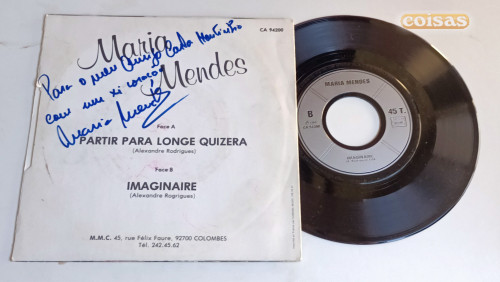 coisas
CA 94200
Maria
Mendes
Para o meu Amigo Carlos
com um xi coração
Maria Mendes
Face A
PARTIR PARA LONGE QUIZERA
(Alexandre Rodrigues)
Face B
IMAGINAIRE
(Alexandre Rogrigues)
M.M.C. 45, rue Félix Faure, 92700 COLOMBES
Tél. 242.45.62
MARIA MENDES
B
45 T.
IMAGINAIRE